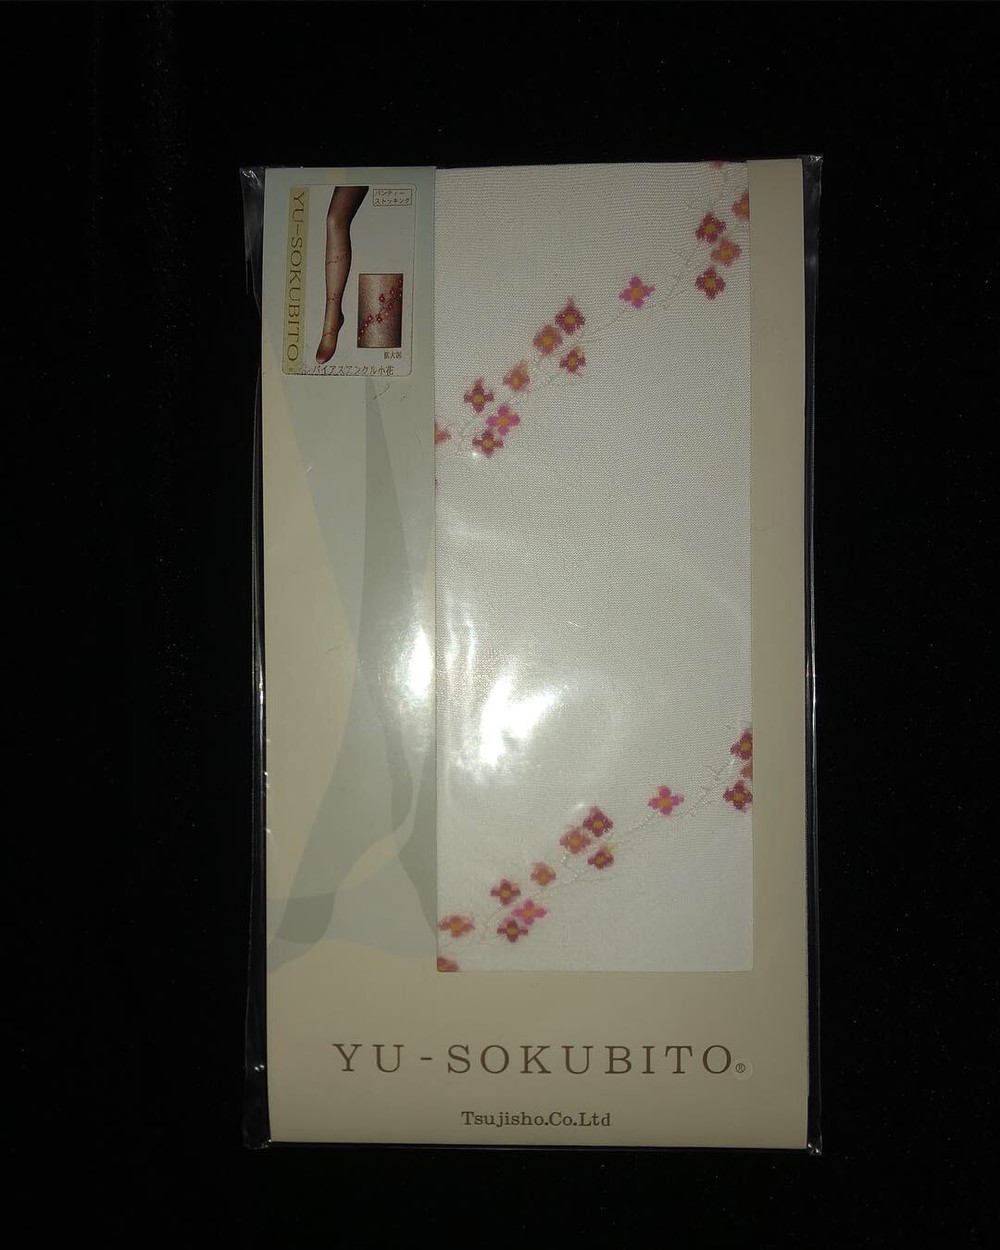 YU-SOKUBITO
パンティー
ストッキング
拡大図
バイアスアンクル小花
YU-SOKUBITO®
Tsujisho.Co.Ltd